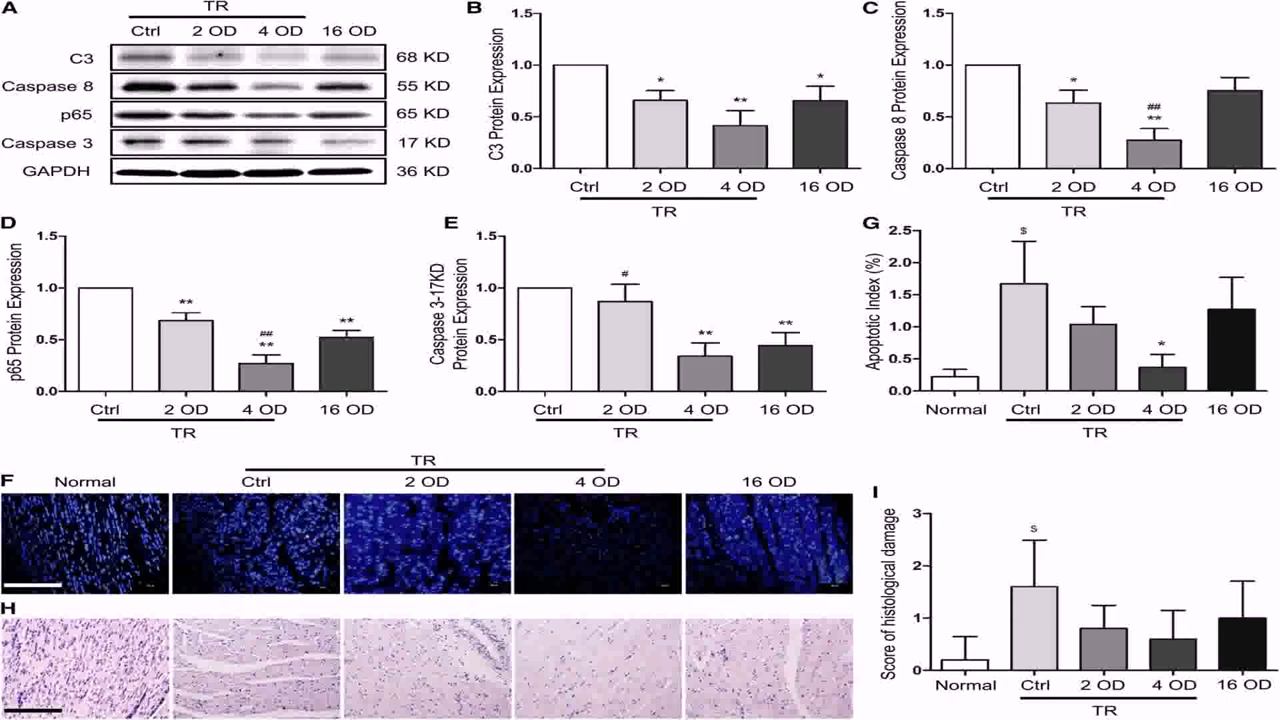 A
TR
Ctrl 2 OD 4 OD 16 OD
C3 68 KD
Caspase 8 55 KD
p65 65 KD
Caspase 3 17 KD
GAPDH 36 KD
B
C3 Protein Expression
1.5
1.0
0.5
0.0
*
**
*
Ctrl 2 OD 4 OD 16 OD
TR
C
Caspase 8 Protein Expression
1.5
1.0
0.5
0.0
*
##
**
Ctrl 2 OD 4 OD 16 OD
TR
D
p65 Protein Expression
1.5
1.0
0.5
0.0
**
##
**
**
Ctrl 2 OD 4 OD 16 OD
TR
E
Caspase 3-17KD
Protein Expression
1.5
1.0
0.5
0.0
#
**
**
Ctrl 2 OD 4 OD 16 OD
TR
G
Apoptotic Index (%)
2.5
2.0
1.5
1.0
0.5
0.0
$
*
Normal Ctrl 2 OD 4 OD 16 OD
TR
F
TR
Normal Ctrl 2 OD 4 OD 16 OD
H
I
Score of histological damage
3
2
1
0
$
Normal Ctrl 2 OD 4 OD 16 OD
TR